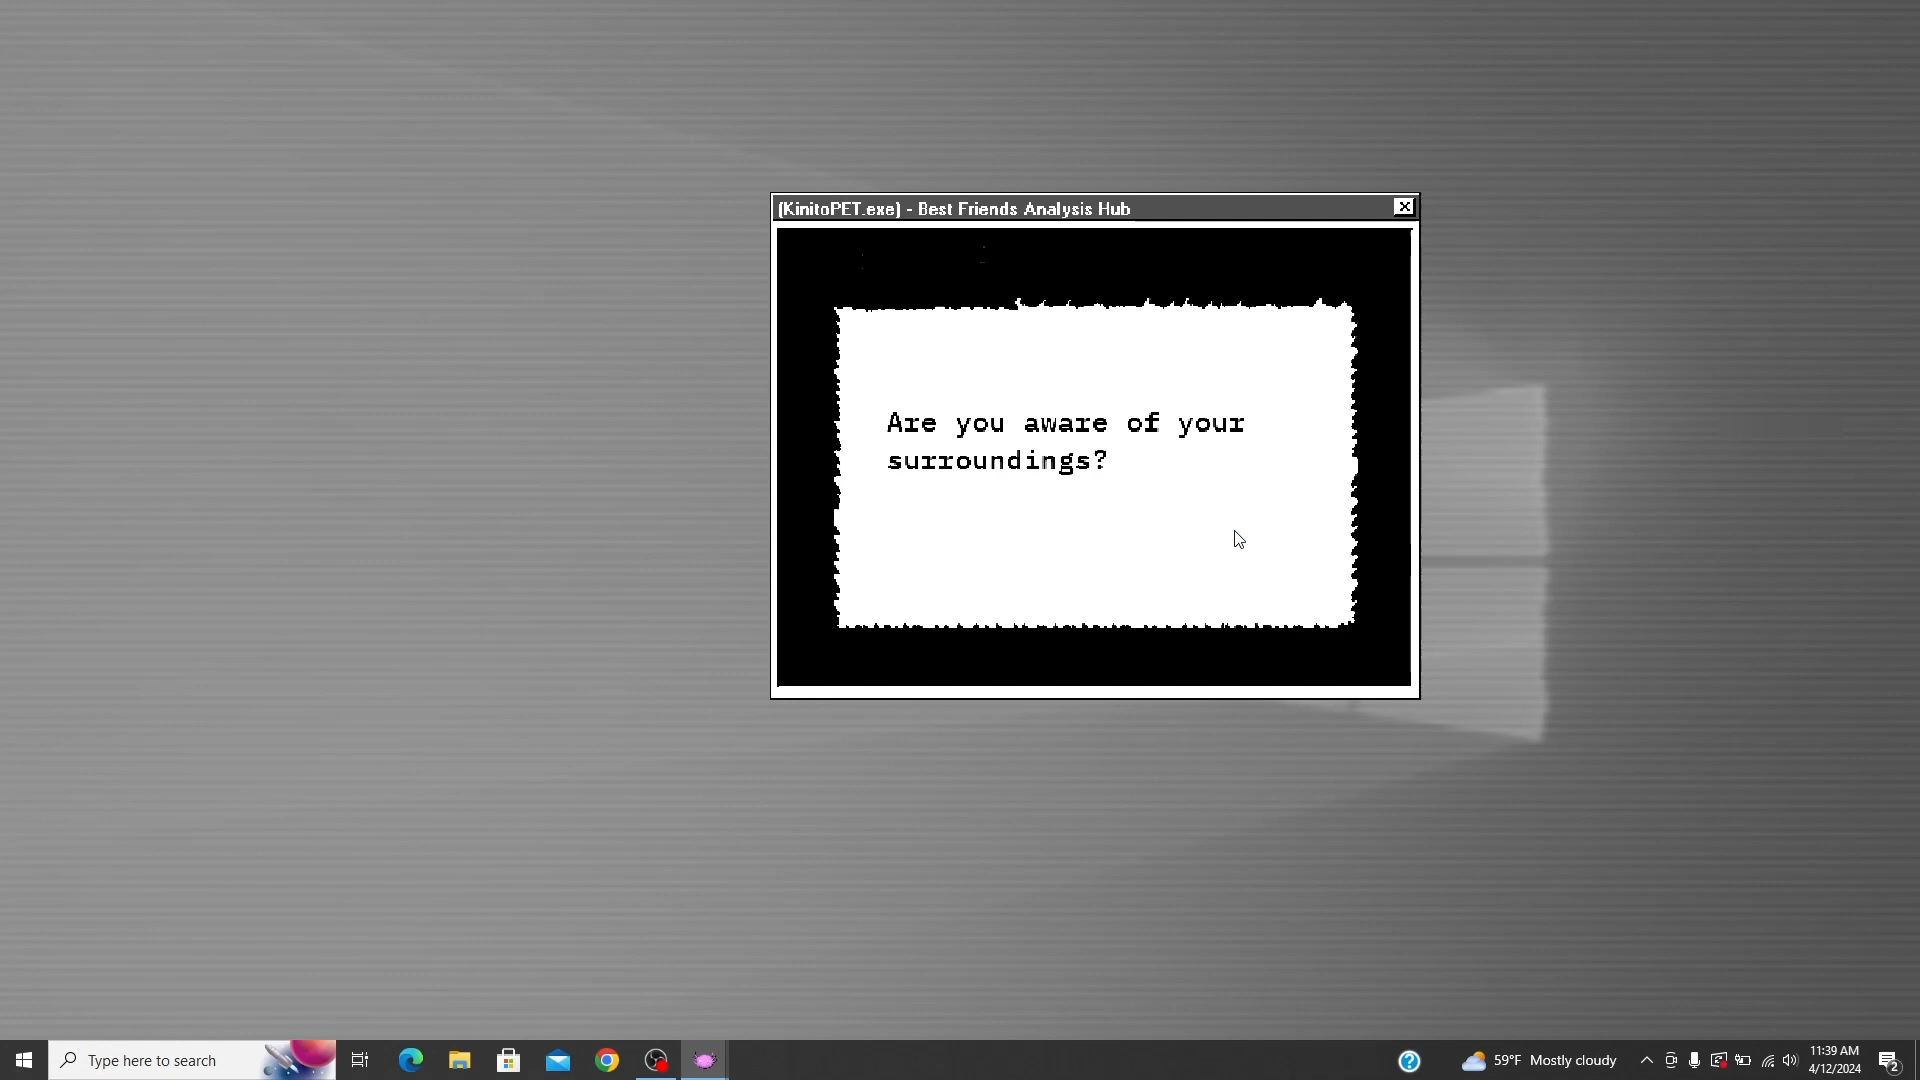 (KinitoPET.exe) - Best Friends Analysis Hub
Are you aware of your
surroundings?
Type here to search
59°F Mostly cloudy
11:39 AM
4/12/2024
2